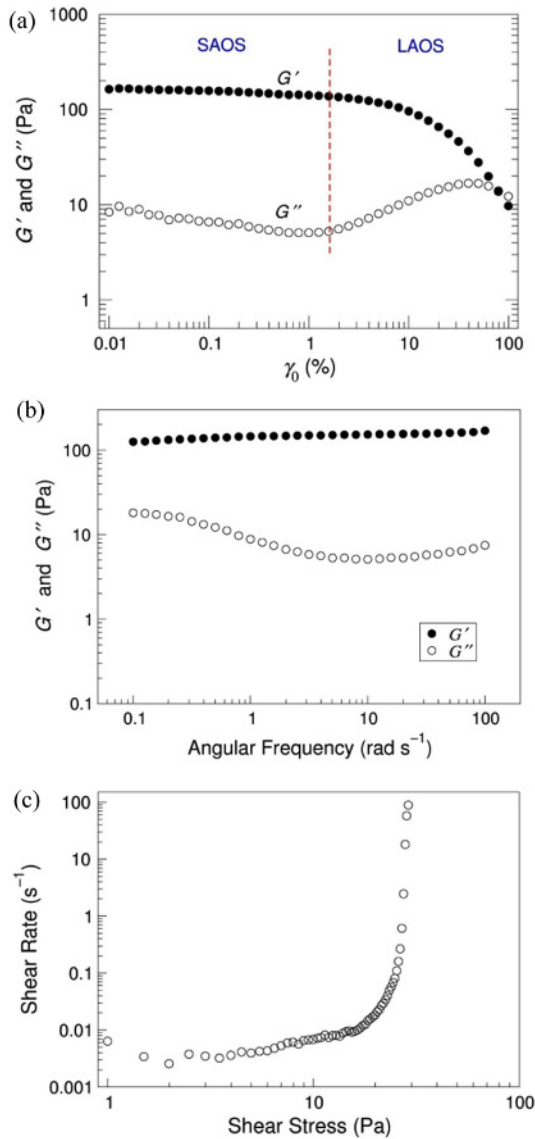 (a)
1000
SAOS
LAOS
G′
100
G′ and G″ (Pa)
10
G″
1
0.01
0.1
1
10
100
γ₀ (%)
(b)
100
G′ and G″ (Pa)
10
1
G′
G″
0.1
0.1
1
10
100
Angular Frequency (rad s⁻¹)
(c)
100
10
Shear Rate (s⁻¹)
1
0.1
0.01
0.001
1
10
100
Shear Stress (Pa)